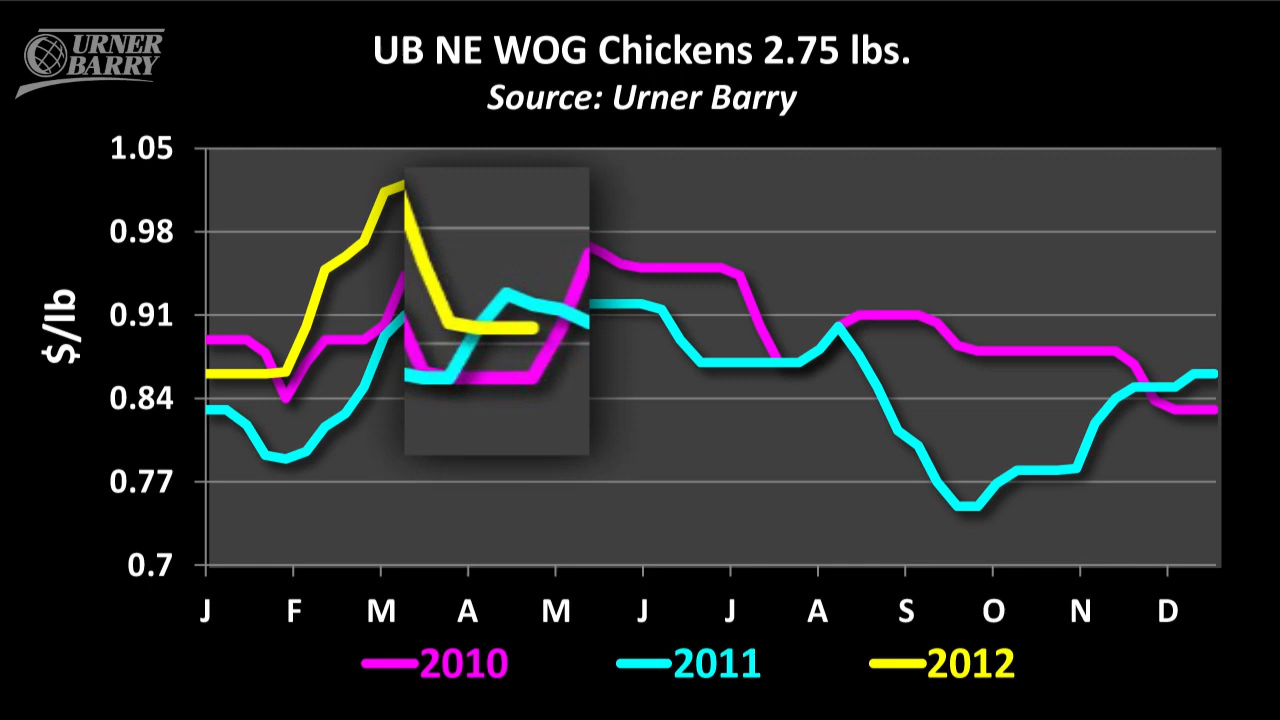 URNER
BARRY
UB NE WOG Chickens 2.75 lbs.
Source: Urner Barry
1.05
0.98
0.91
0.84
0.77
0.7
$/lb
J F M A M J J A S O N D
2010 2011 2012